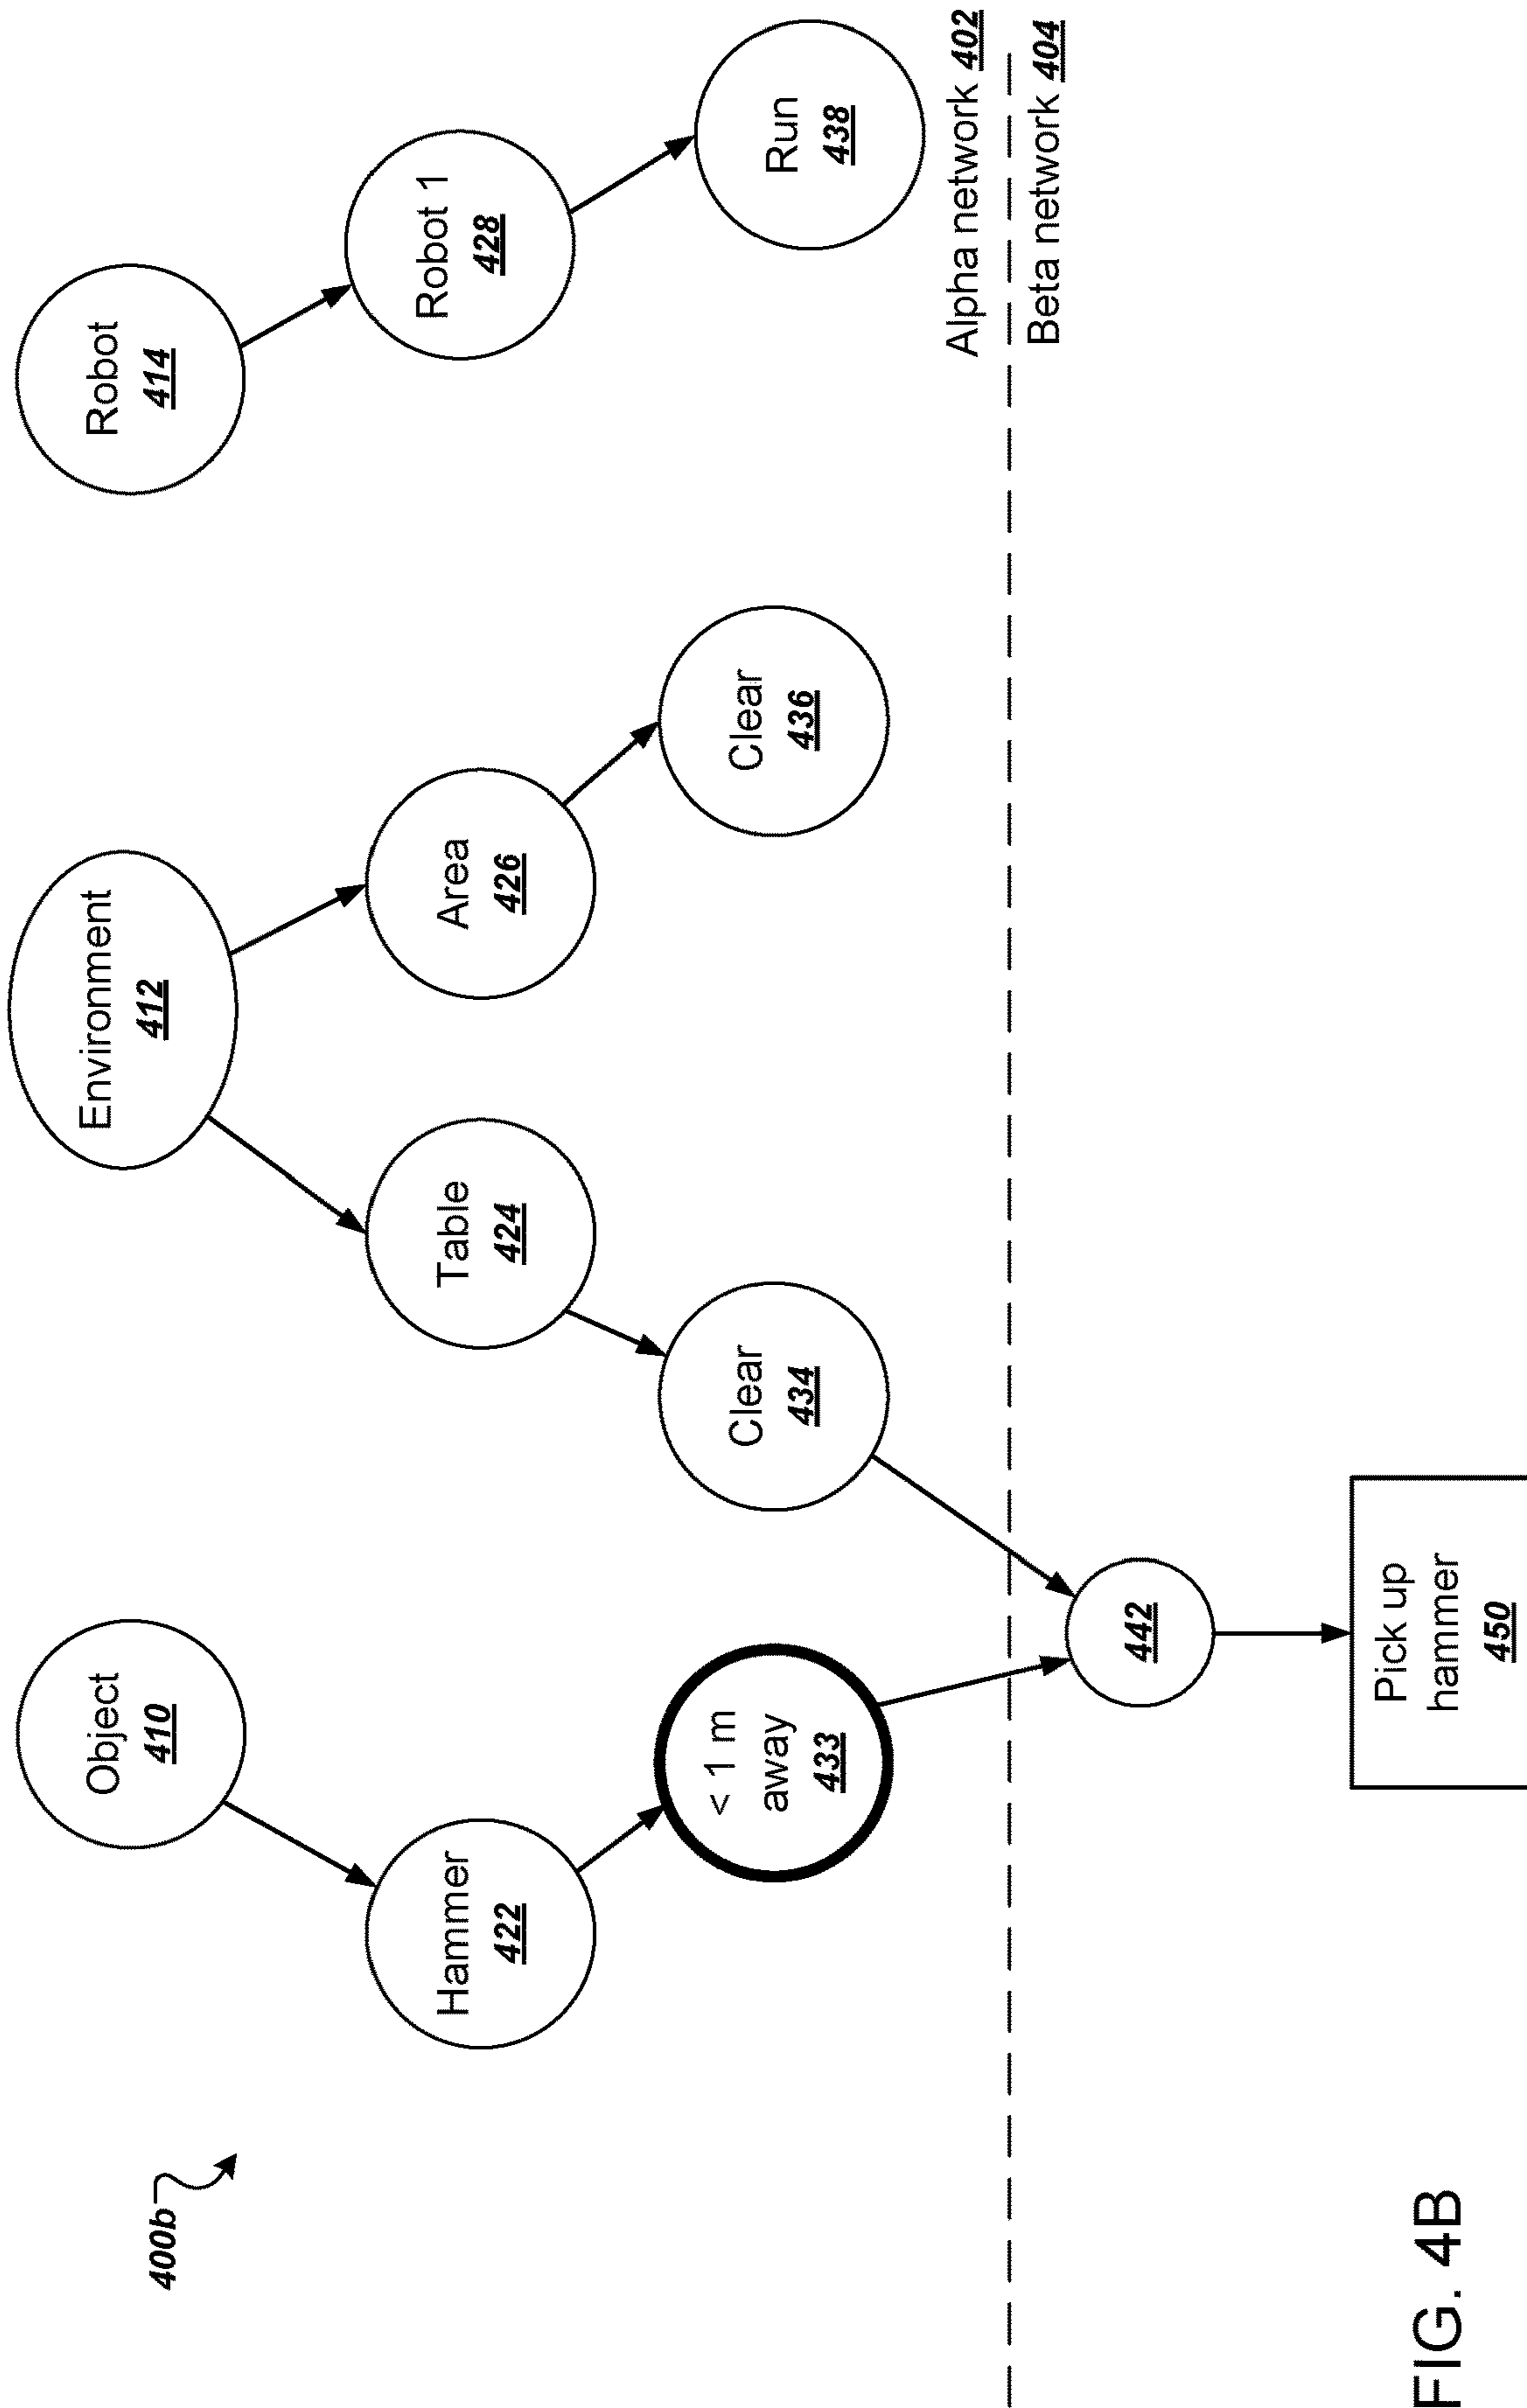 400b
Object
410
Environment
412
Robot
414
Hammer
422
Table
424
Area
426
Robot 1
428
< 1 m
away
433
Clear
434
Clear
436
Run
438
Alpha network 402
Beta network 404
442
Pick up
hammer
450
FIG. 4B